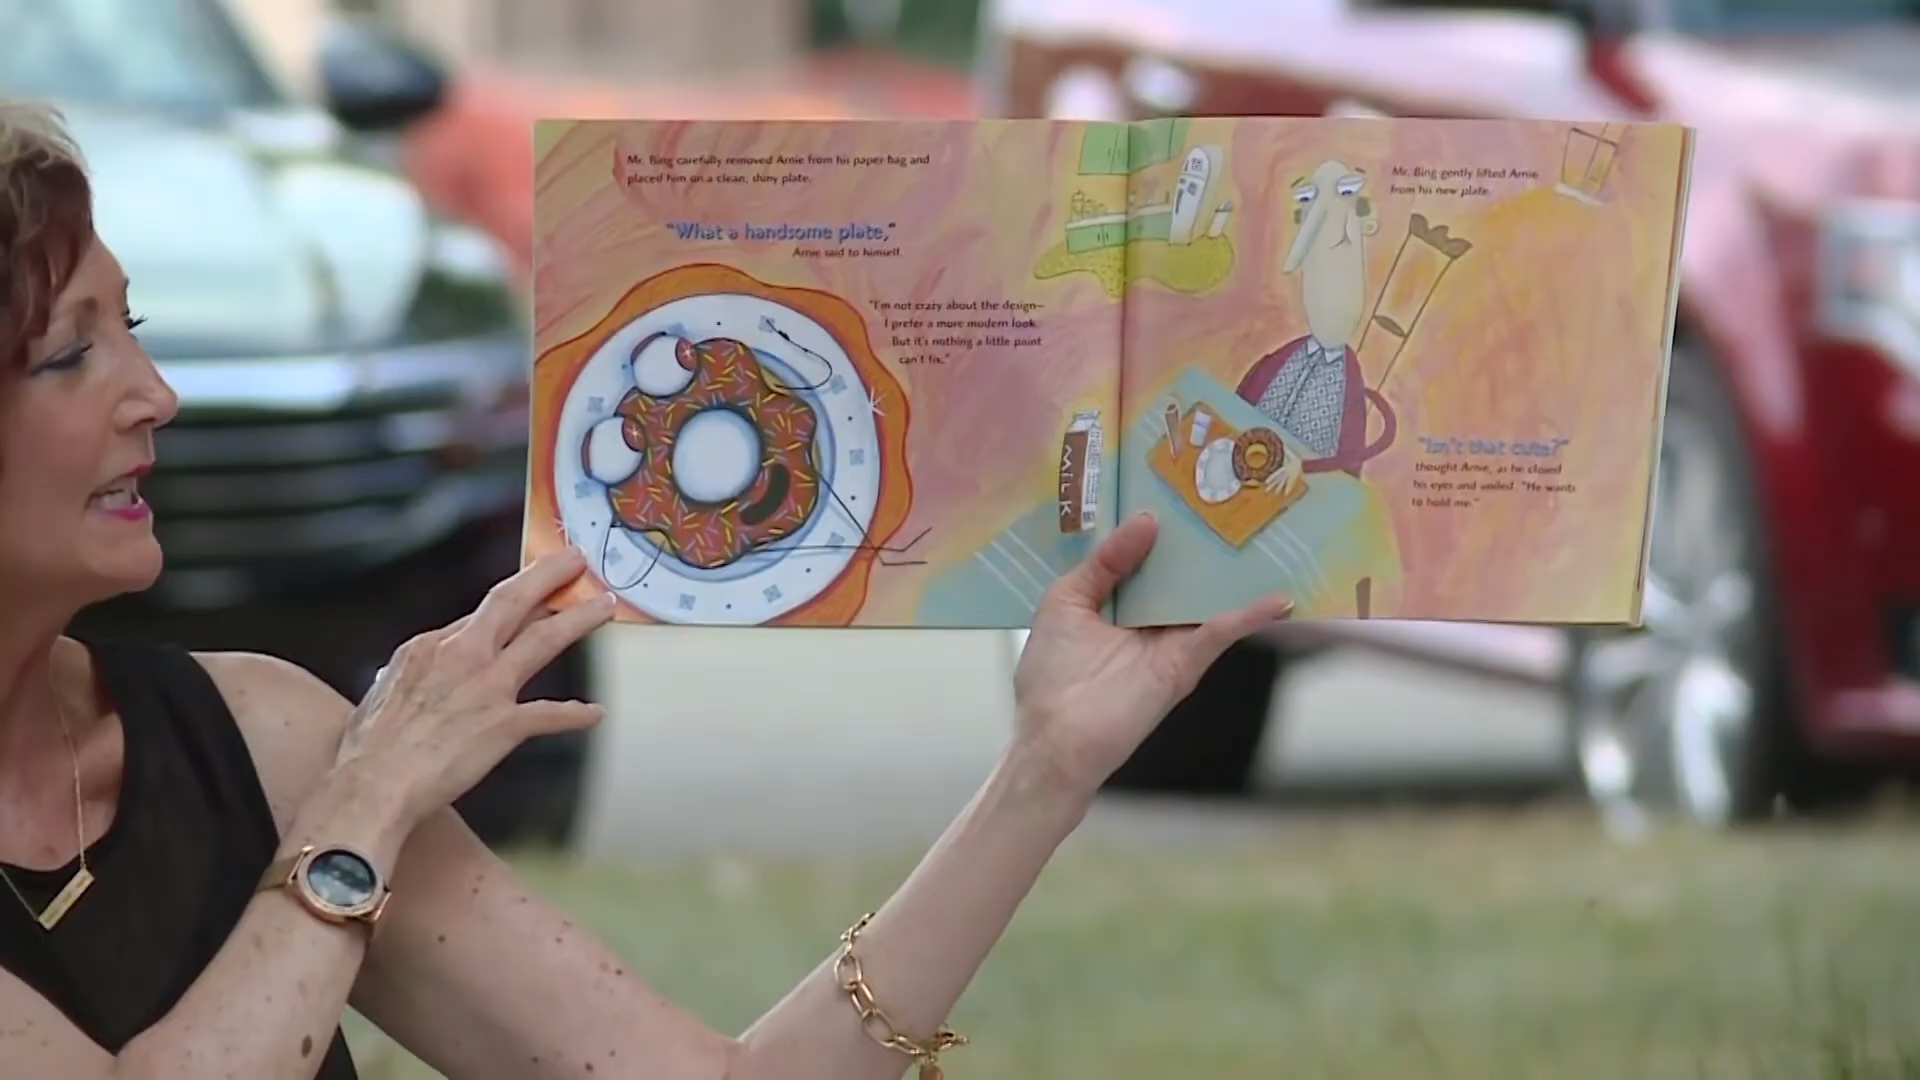 Mr. Bing carefully removed Arnie from his paper bag and
placed him on a clean, shiny plate.
"What a handsome plate,"
Arnie said to himself.
"I'm not crazy about the design—
I prefer a more modern look.
But it's nothing a little paint
can't fix."
MILK
Mr. Bing gently lifted Arnie
from his new plate.
"Isn't that cute?"
thought Arnie, as he closed
his eyes and smiled. "He wants
to hold me."